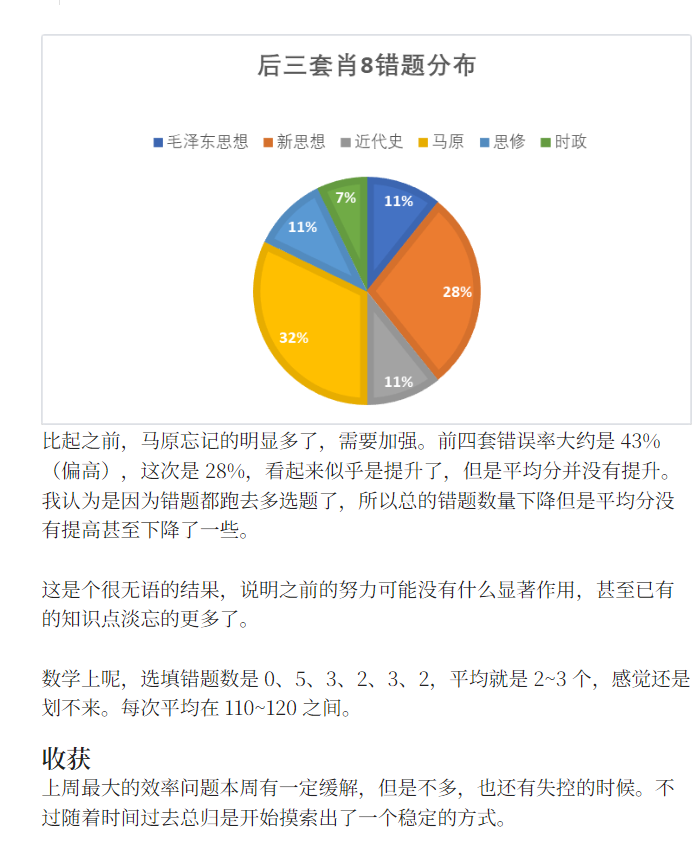 后三套肖8错题分布
毛泽东思想 新思想 近代史 马原 思修 时政
7% 11%
11%
28%
32%
11%
比起之前，马原忘记的明显多了，需要加强。前四套错误率大约是 43%
（偏高），这次是 28%，看起来似乎是提升了，但是平均分并没有提升。
我认为是因为错题都跑去多选题了，所以总的错题数量下降但是平均分没
有提高甚至下降了一些。
这是个很无语的结果，说明之前的努力可能没有什么显著作用，甚至已有
的知识点淡忘的更多了。
数学上呢，选填错题数是 0、5、3、2、3、2，平均就是 2~3 个，感觉还是
划不来。每次平均在 110~120 之间。
收获
上周最大的效率问题本周有一定缓解，但是不多，也还有失控的时候。不
过随着时间过去总归是开始摸索出了一个稳定的方式。